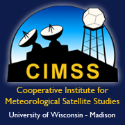 CIMSS
Cooperative Institute for
Meteorological Satellite Studies
University of Wisconsin - Madison